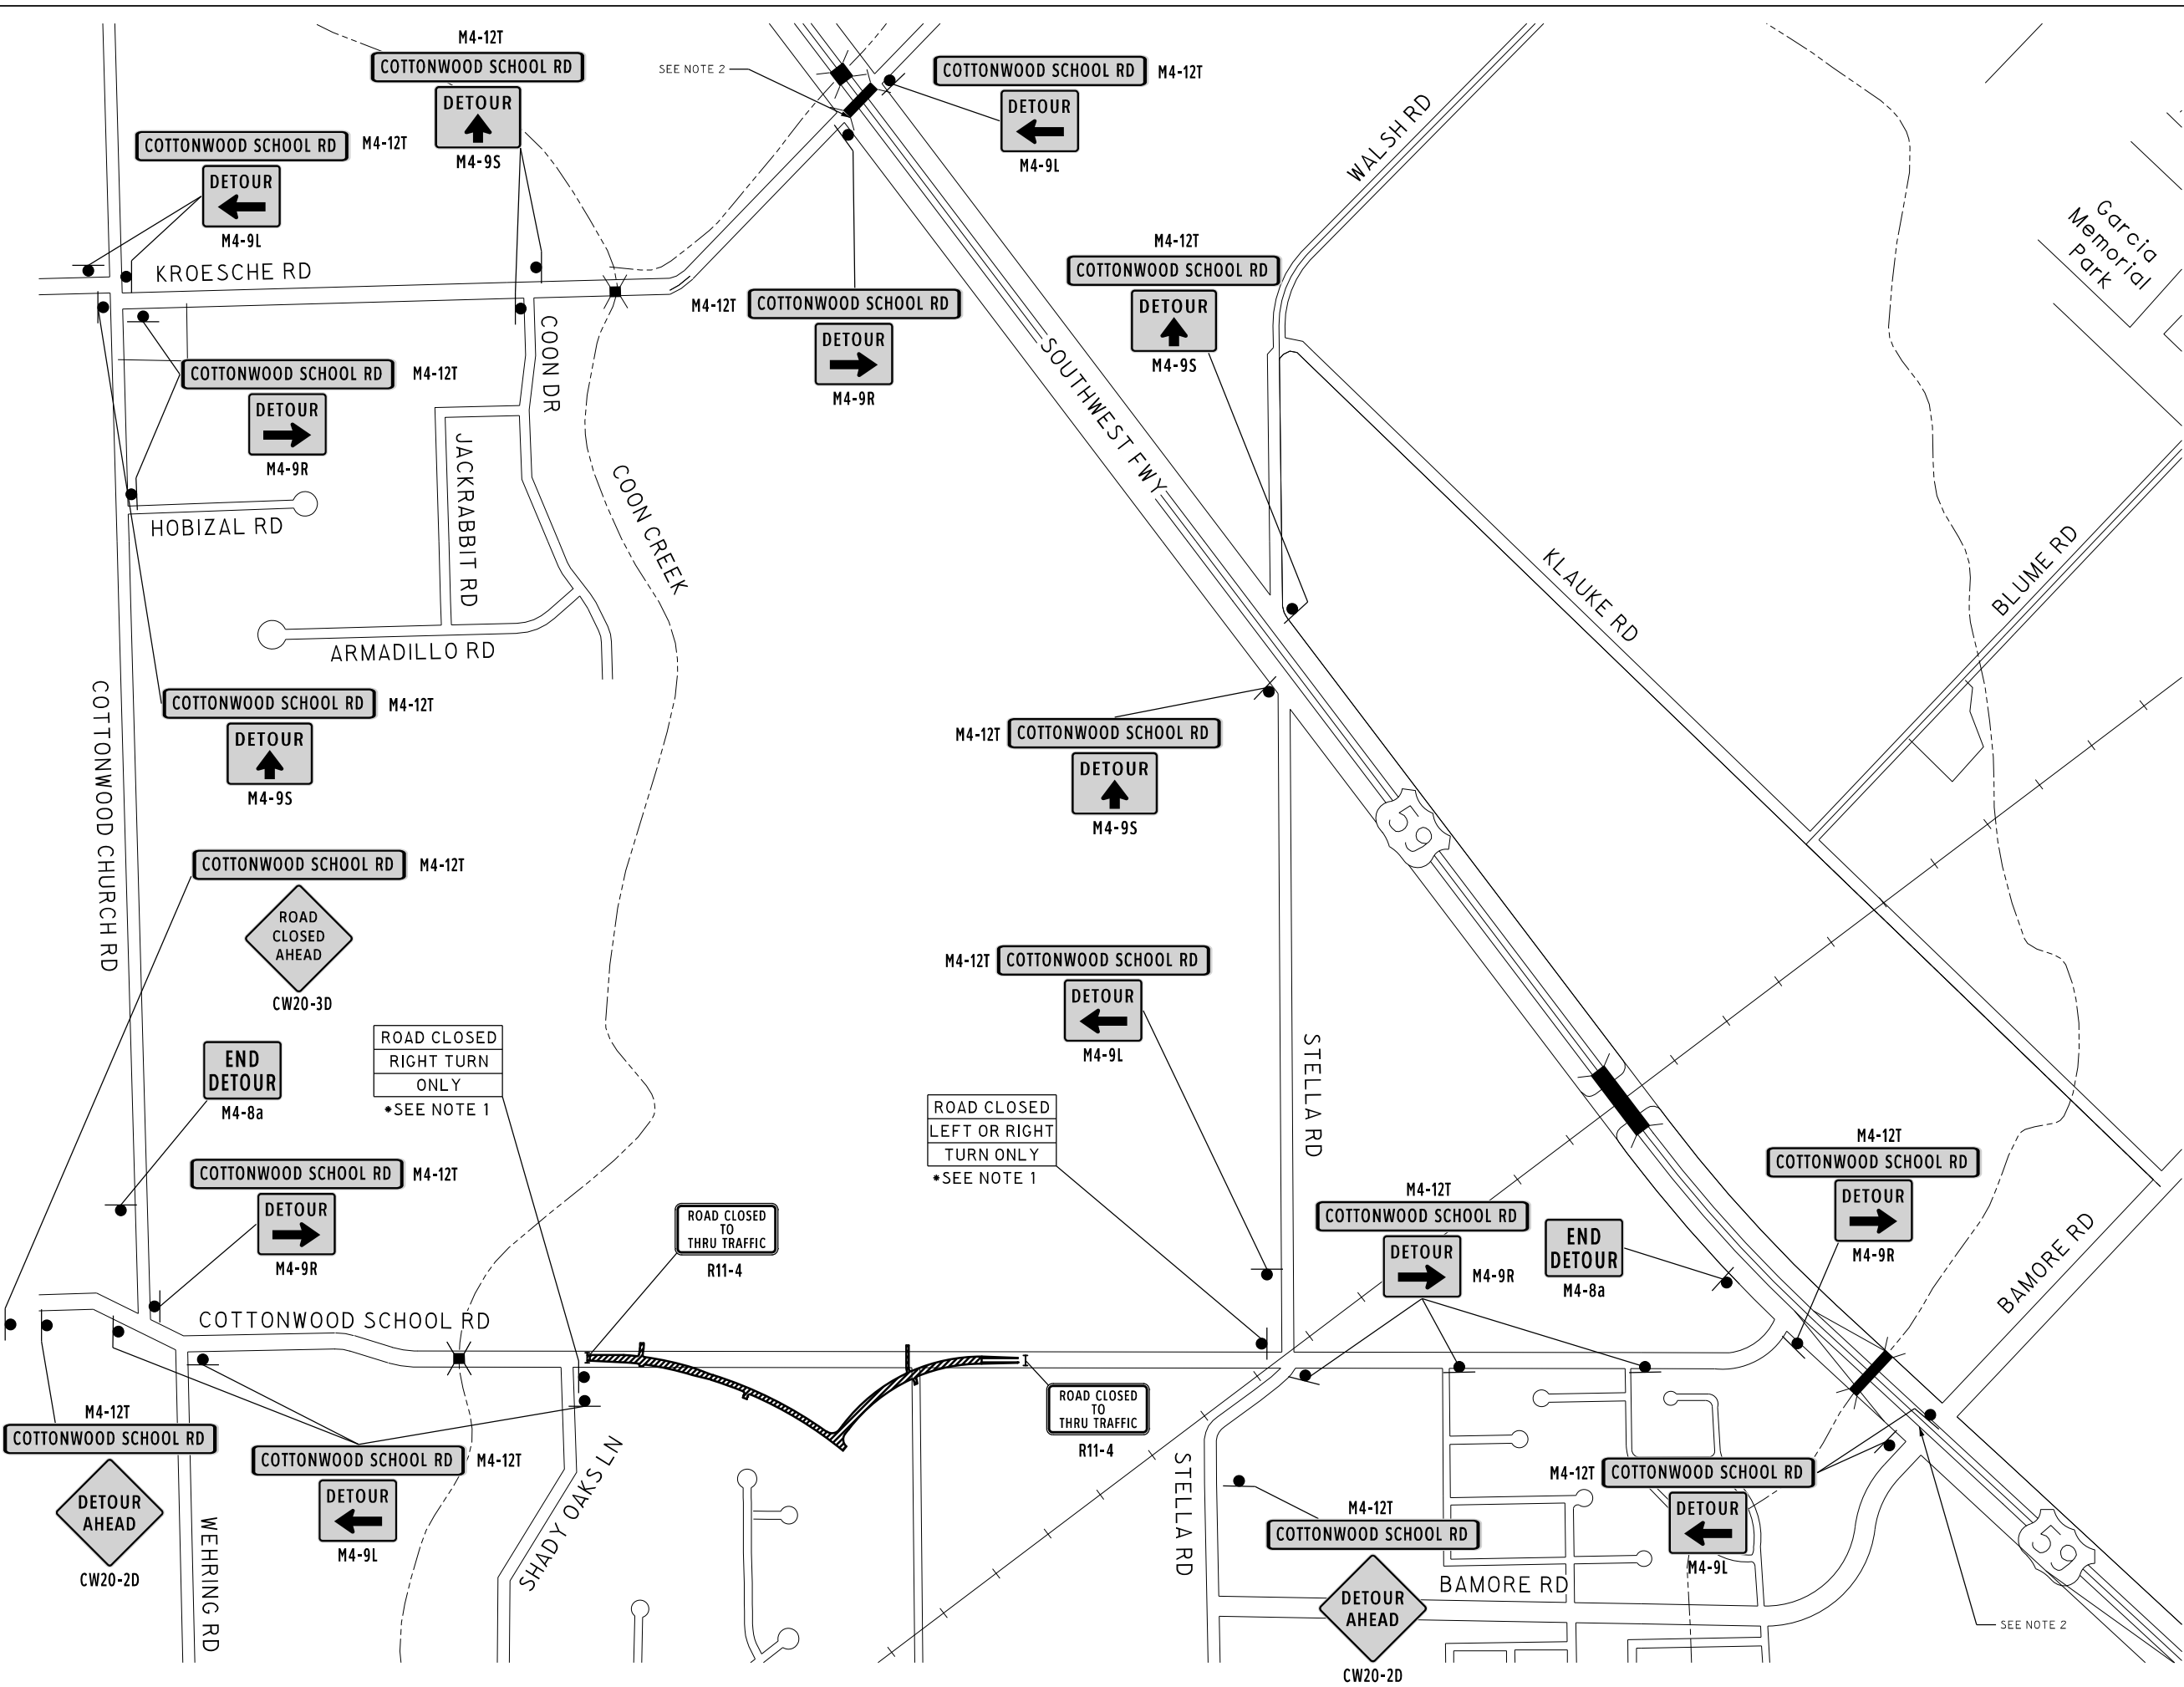 M4-12T
COTTONWOOD SCHOOL RD
DETOUR
M4-9S
SEE NOTE 2
COTTONWOOD SCHOOL RD M4-12T
DETOUR
M4-9L
COTTONWOOD SCHOOL RD M4-12T
DETOUR
M4-9L
WALSH RD
Garcia
Memorial
Park
KROESCHE RD
M4-12T
COTTONWOOD SCHOOL RD
DETOUR
M4-9S
M4-12T COTTONWOOD SCHOOL RD
DETOUR
M4-9R
COON DR
SOUTHWEST FWY
COTTONWOOD SCHOOL RD M4-12T
DETOUR
M4-9R
JACKRABBIT RD
COON CREEK
HOBIZAL RD
ARMADILLO RD
KLAUKE RD
BLUME RD
COTTONWOOD CHURCH RD
COTTONWOOD SCHOOL RD M4-12T
DETOUR
M4-9S
M4-12T COTTONWOOD SCHOOL RD
DETOUR
M4-9S
59
COTTONWOOD SCHOOL RD M4-12T
ROAD
CLOSED
AHEAD
CW20-3D
M4-12T COTTONWOOD SCHOOL RD
DETOUR
M4-9L
STELLA RD
END
DETOUR
M4-8a
ROAD CLOSED
RIGHT TURN
ONLY
*SEE NOTE 1
ROAD CLOSED
LEFT OR RIGHT
TURN ONLY
*SEE NOTE 1
COTTONWOOD SCHOOL RD M4-12T
DETOUR
M4-9R
ROAD CLOSED
TO
THRU TRAFFIC
R11-4
M4-12T
COTTONWOOD SCHOOL RD
DETOUR
M4-9R
END
DETOUR
M4-8a
M4-12T
COTTONWOOD SCHOOL RD
DETOUR
M4-9R
BAMORE RD
COTTONWOOD SCHOOL RD
ROAD CLOSED
TO
THRU TRAFFIC
R11-4
M4-12T
COTTONWOOD SCHOOL RD
DETOUR
AHEAD
CW20-2D
WEHRING RD
COTTONWOOD SCHOOL RD M4-12T
DETOUR
M4-9L
SHADY OAKS LN
STELLA RD
M4-12T
COTTONWOOD SCHOOL RD
DETOUR
AHEAD
CW20-2D
M4-12T COTTONWOOD SCHOOL RD
DETOUR
M4-9L
BAMORE RD
59
SEE NOTE 2